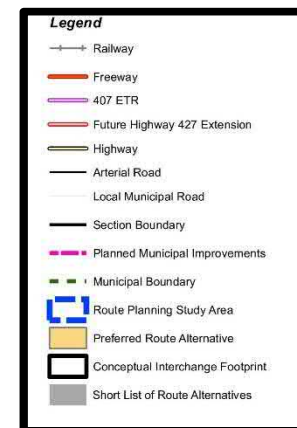 Legend
Railway
Freeway
407 ETR
Future Highway 427 Extension
Highway
Arterial Road
Local Municipal Road
Section Boundary
Planned Municipal Improvements
Municipal Boundary
Route Planning Study Area
Preferred Route Alternative
Conceptual Interchange Footprint
Short List of Route Alternatives